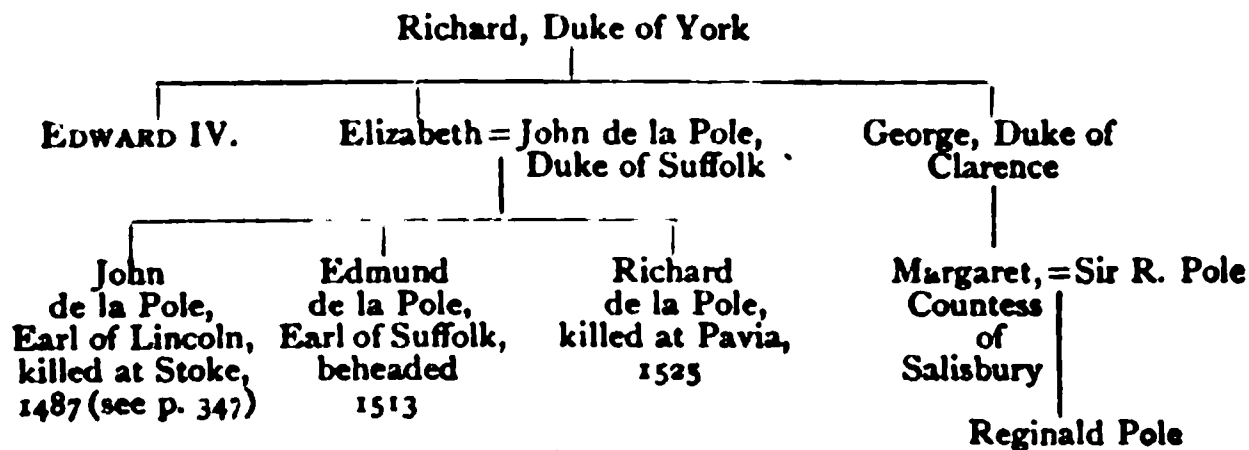 Richard, Duke of York
EDWARD IV.
Elizabeth = John de la Pole,
Duke of Suffolk
George, Duke of
Clarence
John
de la Pole,
Earl of Lincoln,
killed at Stoke,
1487 (see p. 347)
Edmund
de la Pole,
Earl of Suffolk,
beheaded
1513
Richard
de la Pole,
killed at Pavia,
1525
Margaret, = Sir R. Pole
Countess
of
Salisbury
Reginald Pole